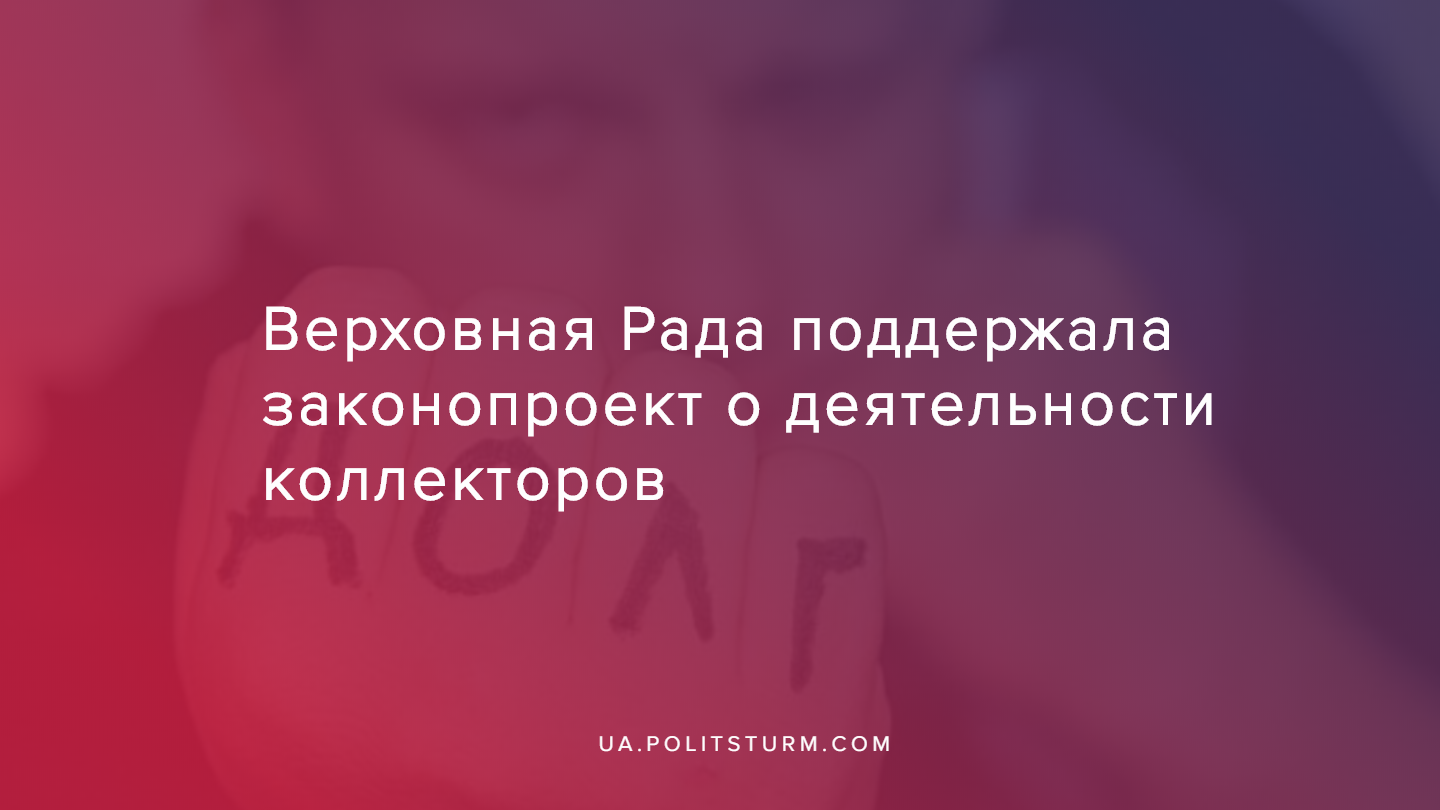 Верховная Рада поддержала
законопроект о деятельности
коллекторов
ДОЛГ
UA.POLITSTURM.COM